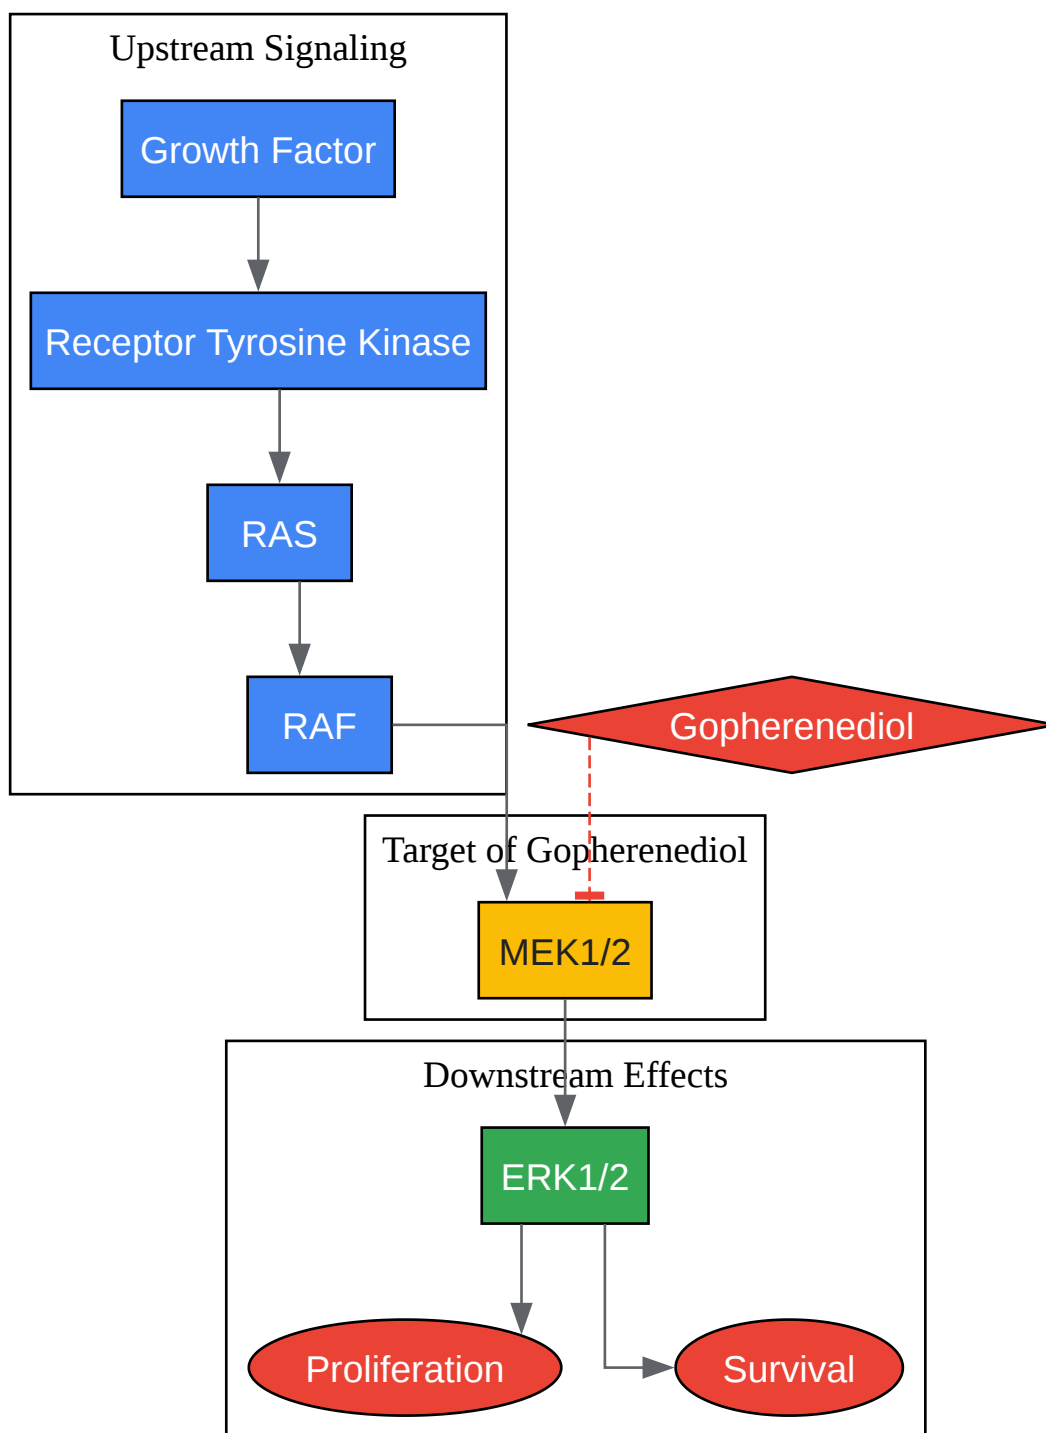 Upstream Signaling
Growth Factor
Receptor Tyrosine Kinase
RAS
RAF
Gopherenediol
Target of Gopherenediol
MEK1/2
Downstream Effects
ERK1/2
Proliferation
Survival